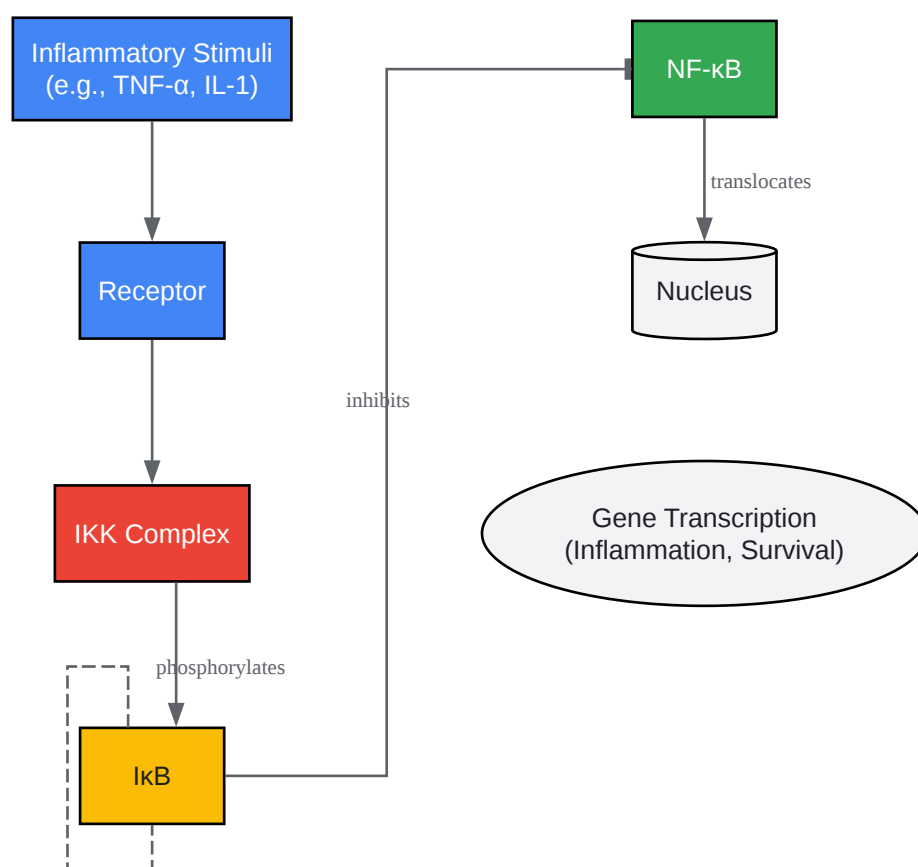 Inflammatory Stimuli
(e.g., TNF-α, IL-1)
NF-κB
translocates
Receptor
Nucleus
inhibits
IKK Complex
Gene Transcription
(Inflammation, Survival)
phosphorylates
IκB